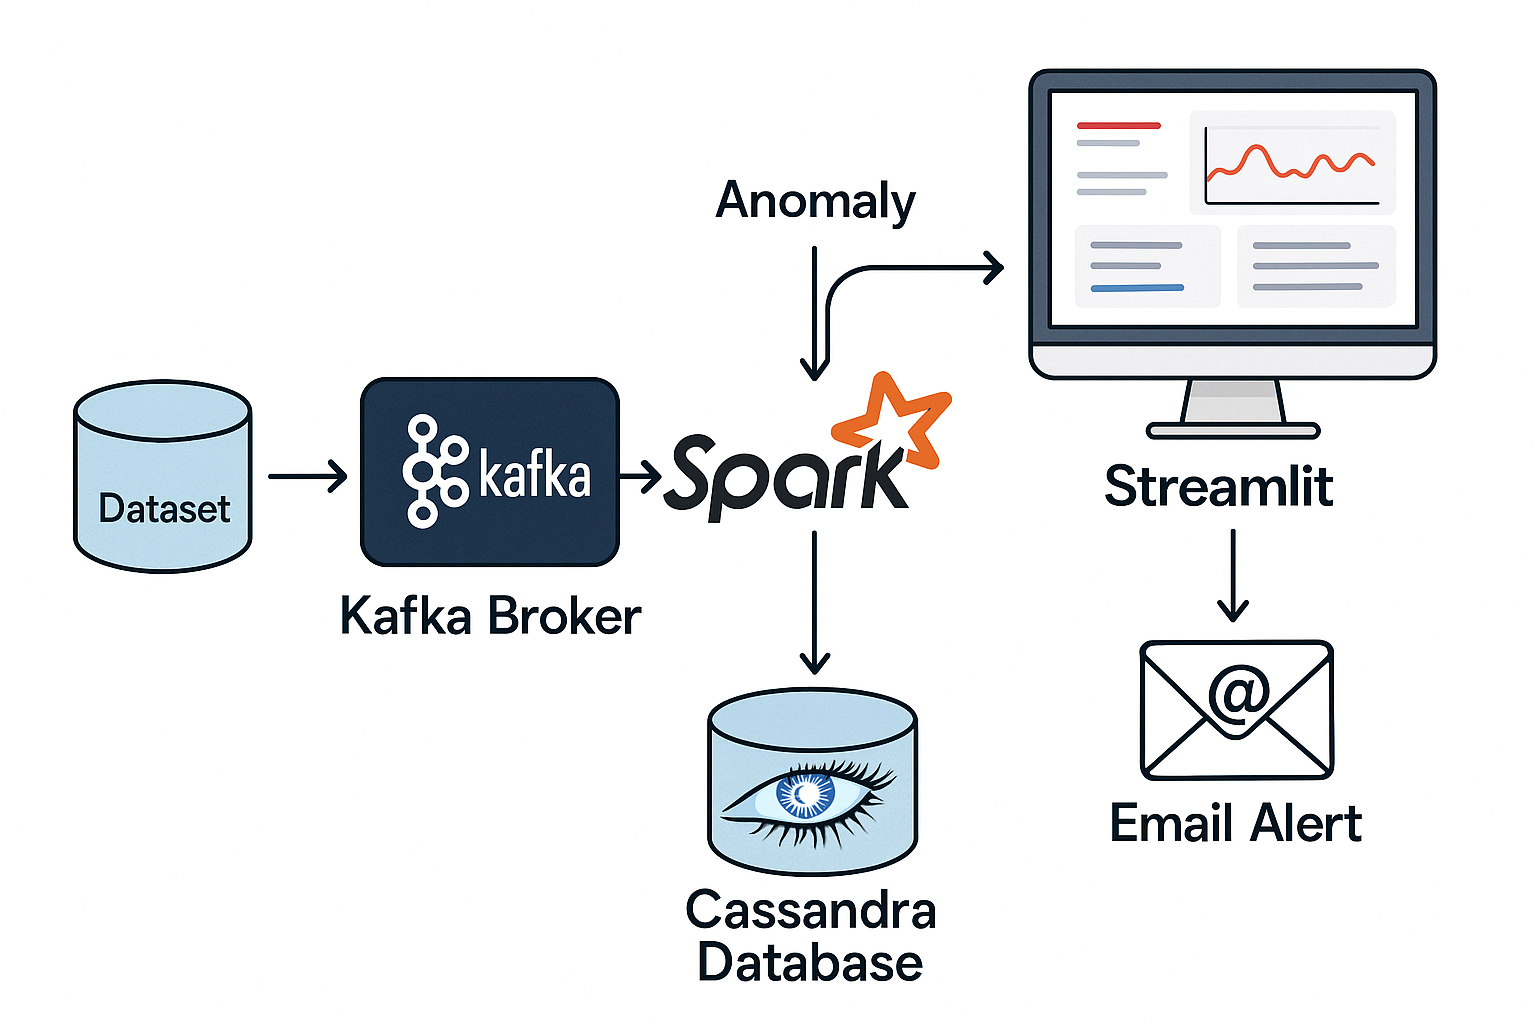 Anomaly
Dataset
kafka
Kafka Broker
Spark
Streamlit
@
Email Alert
Cassandra
Database